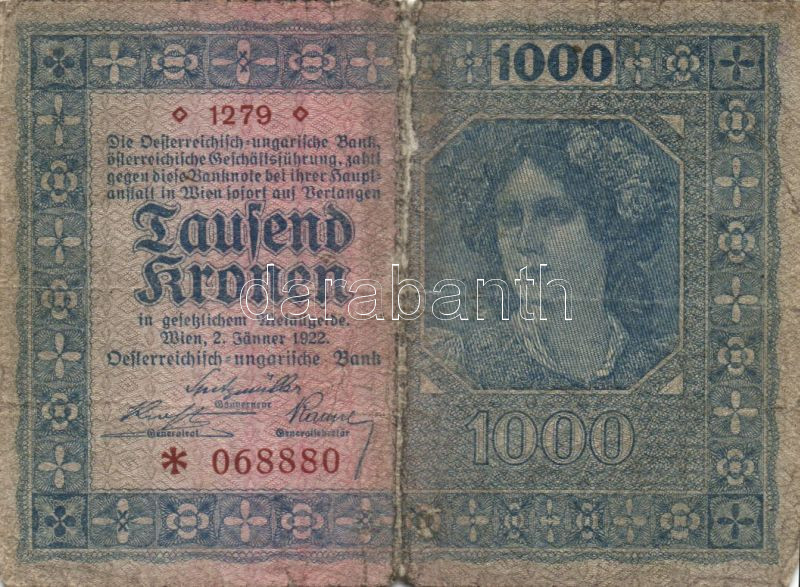 1000
◇ 1279 ◇
Die Oesterreichisch-ungarische Bank,
österreichische Geschäftsführung, zahlt
gegen diese Banknote bei ihrer Haupt-
anstalt in Wien sofort auf Verlangen
Tausend
Kronen
in gesetzlichem Metallgelde.
Wien, 2. Jänner 1922.
Oesterreichisch-ungarische Bank
Spitzmüller
Gouverneur
Generalrat Generalsekretär
* 068880
1000
darabanth